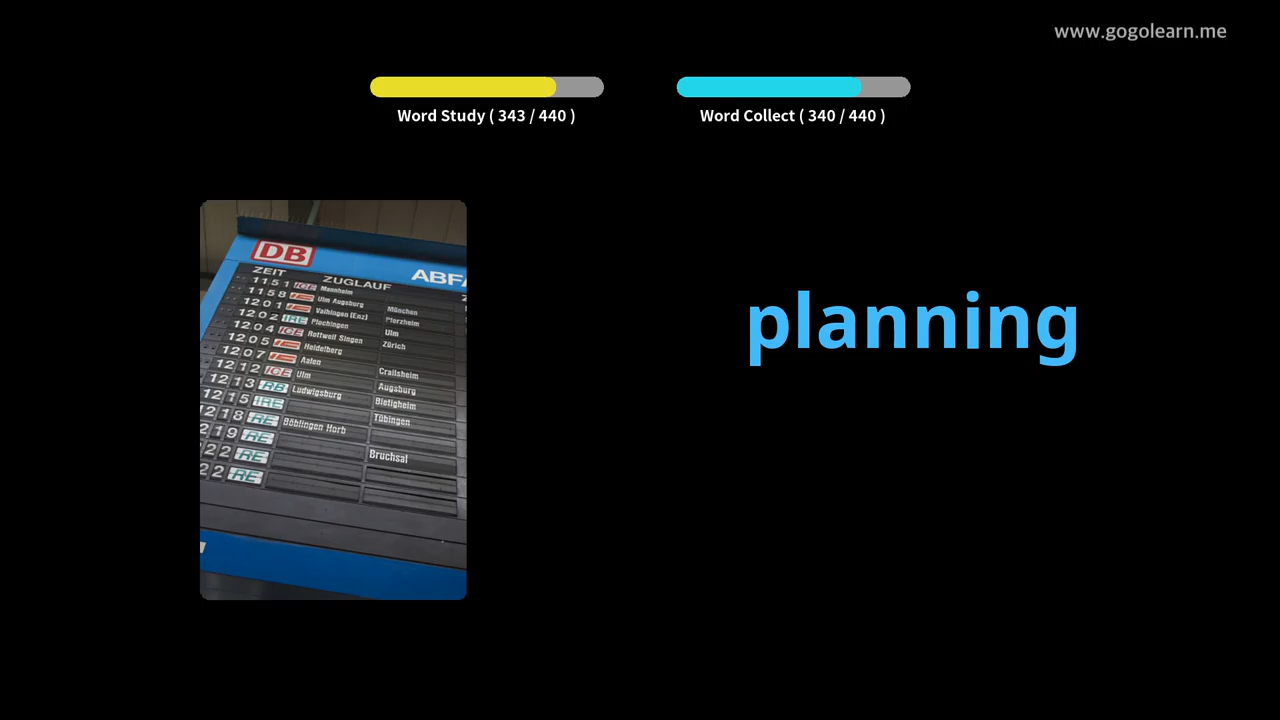 www.gogolearn.me
Word Study ( 343 / 440 )
Word Collect ( 340 / 440 )
planning
DB
ZEIT ZUGLAUF ABFA
1151 ICE Mannheim
1158 Ulm Augsburg München
1201 Vaihingen (Enz) Pforzheim
1202 IRE Plochingen Ulm
1204 ICE Rottweil Singen Zürich
1205 Heidelberg
1207 Aalen Crailsheim
1212 ICE Ulm Augsburg
1213 RB Ludwigsburg Bietigheim
1215 IRE Tübingen
1218 RE Böblingen Horb
219 RE Bruchsal
22 RE
22 RE